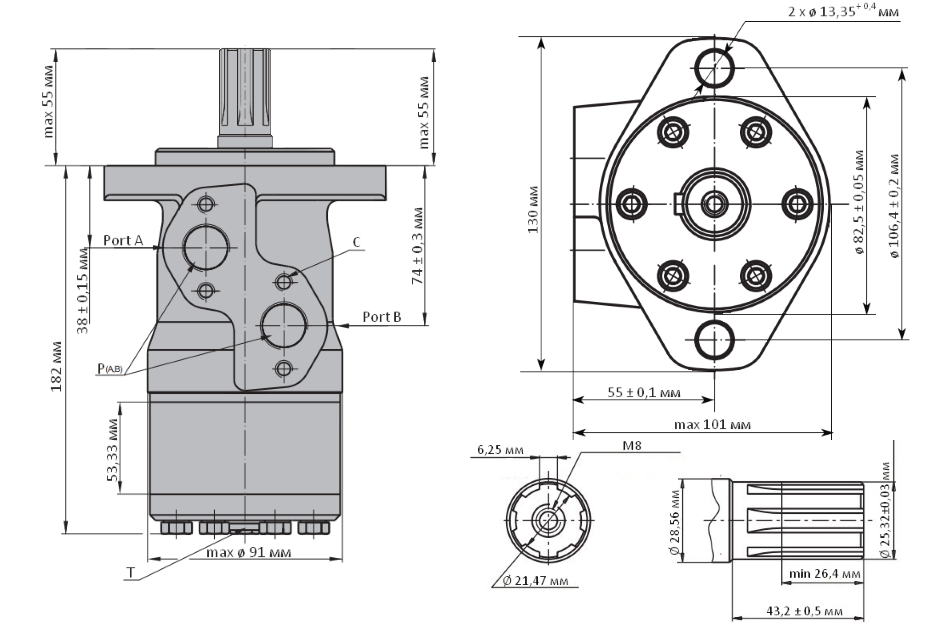 2 x ø 13,35⁺⁰,⁴ мм
max 55 мм
max 55 мм
130 мм
ø 82,5 ± 0,05 мм
ø 106,4 ± 0,2 мм
Port A
C
74 ± 0,3 мм
38 ± 0,15 мм
Port B
182 мм
P(A,B)
53,33 мм
55 ± 0,1 мм
max 101 мм
6,25 мм
M8
Ø 28,56 мм
Ø 25,32±0,03 мм
max ø 91 мм
T
Ø 21,47 мм
min 26,4 мм
43,2 ± 0,5 мм